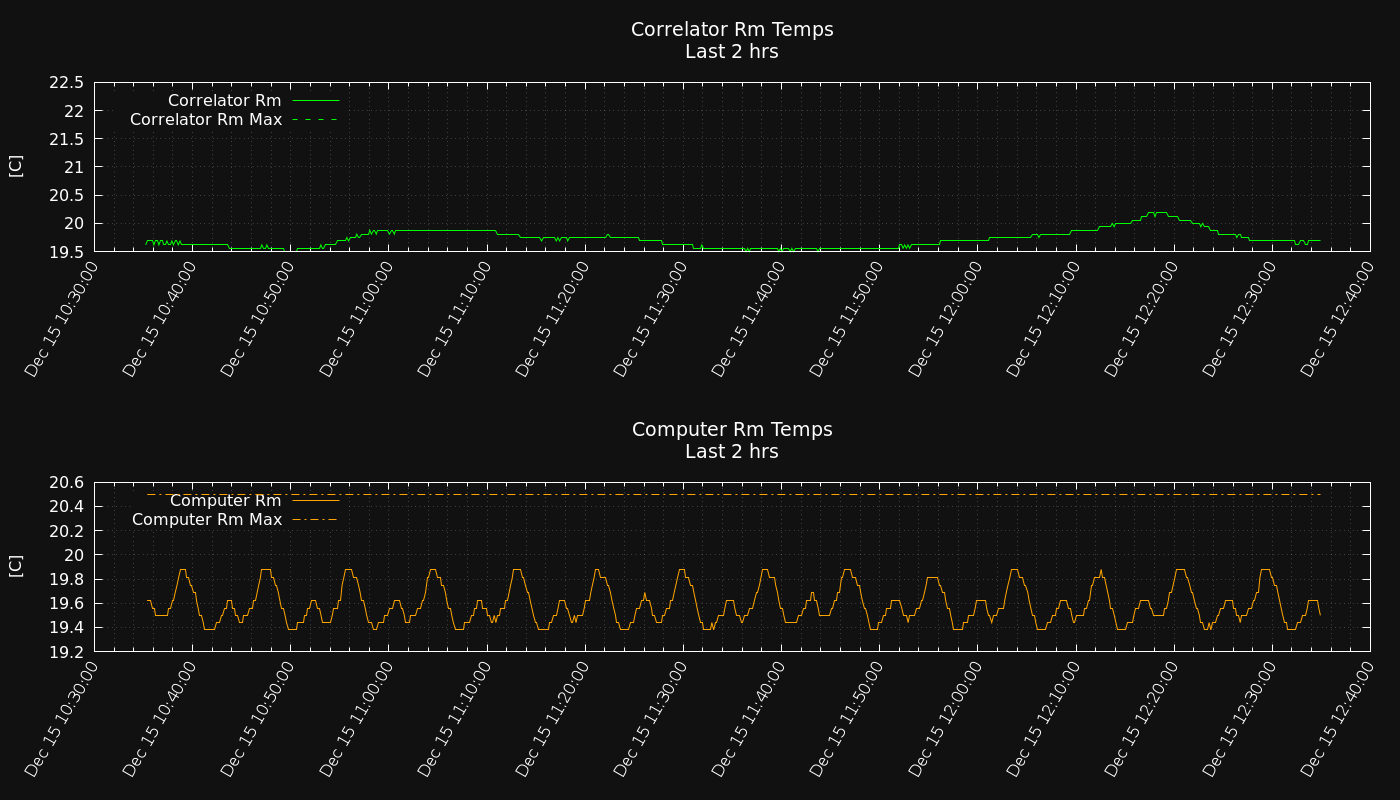 Correlator Rm Temps
Last 2 hrs
22.5
22
21.5
21
20.5
20
19.5
[C]
Correlator Rm
Correlator Rm Max
Dec 15 10:30:00
Dec 15 10:40:00
Dec 15 10:50:00
Dec 15 11:00:00
Dec 15 11:10:00
Dec 15 11:20:00
Dec 15 11:30:00
Dec 15 11:40:00
Dec 15 11:50:00
Dec 15 12:00:00
Dec 15 12:10:00
Dec 15 12:20:00
Dec 15 12:30:00
Dec 15 12:40:00
Computer Rm Temps
Last 2 hrs
20.6
20.4
20.2
20
19.8
19.6
19.4
19.2
[C]
Computer Rm
Computer Rm Max
Dec 15 10:30:00
Dec 15 10:40:00
Dec 15 10:50:00
Dec 15 11:00:00
Dec 15 11:10:00
Dec 15 11:20:00
Dec 15 11:30:00
Dec 15 11:40:00
Dec 15 11:50:00
Dec 15 12:00:00
Dec 15 12:10:00
Dec 15 12:20:00
Dec 15 12:30:00
Dec 15 12:40:00